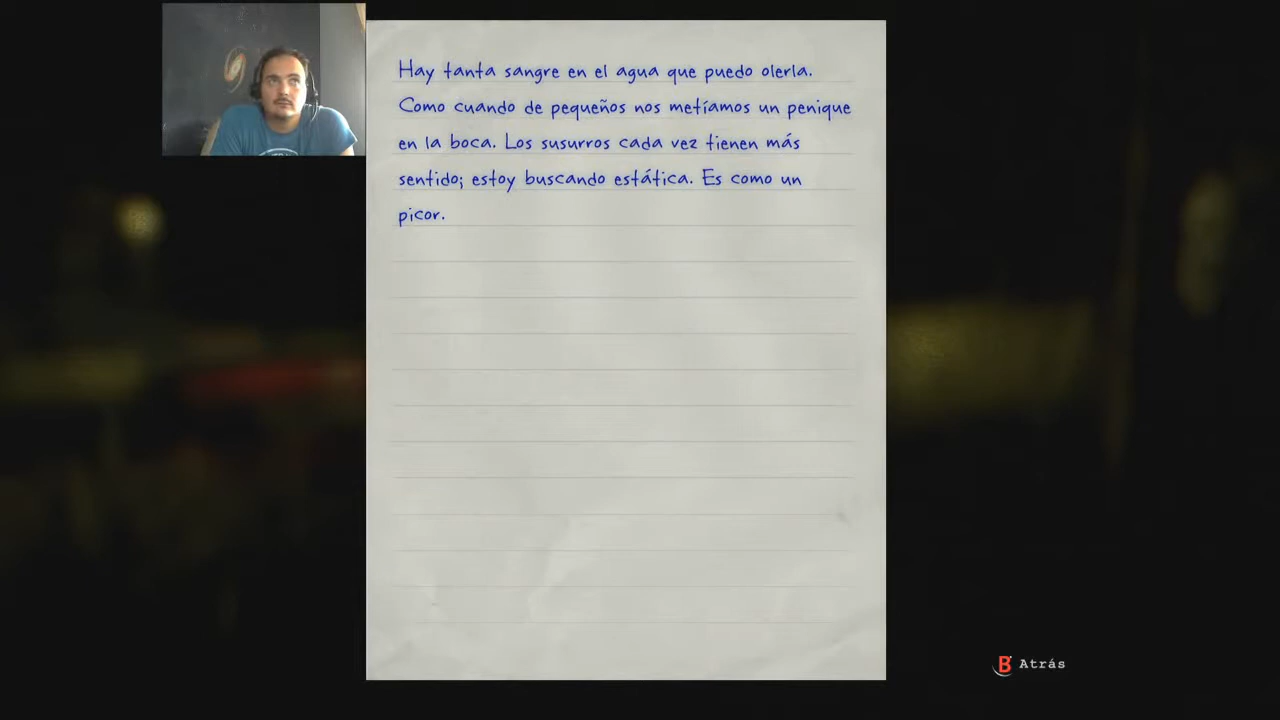 Hay tanta sangre en el agua que puedo olerla.
Como cuando de pequeños nos metíamos un penique
en la boca. Los susurros cada vez tienen más
sentido; estoy buscando estática. Es como un
picor.
B Atrás